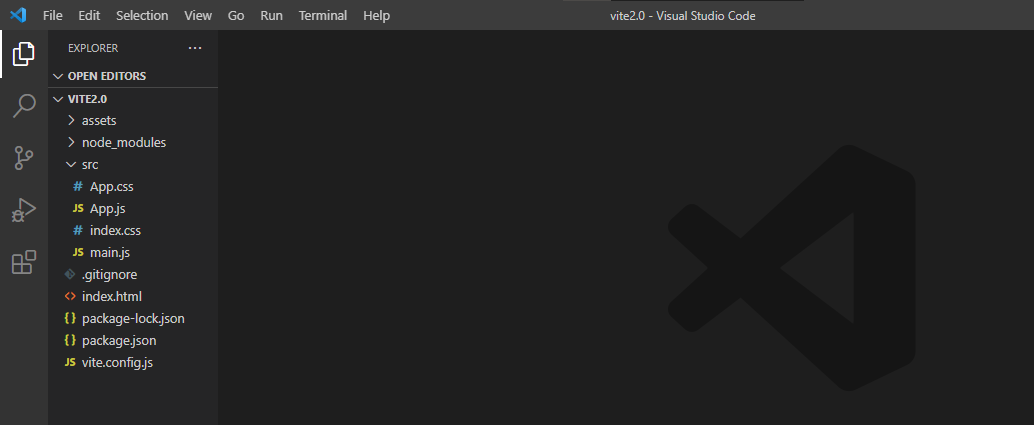 File Edit Selection View Go Run Terminal Help vite2.0 - Visual Studio Code
EXPLORER ...
OPEN EDITORS
VITE2.0
assets
node_modules
src
# App.css
JS App.js
# index.css
JS main.js
.gitignore
<> index.html
{} package-lock.json
{} package.json
JS vite.config.js